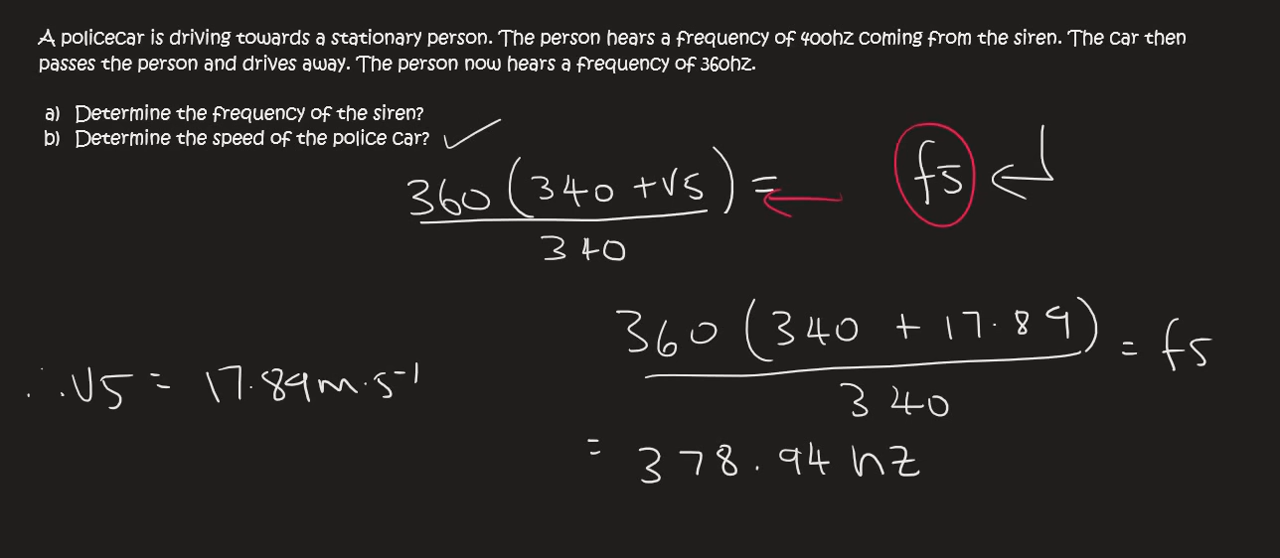 A policecar is driving towards a stationary person. The person hears a frequency of 400hz coming from the siren. The car then
passes the person and drives away. The person now hears a frequency of 360hz.
a) Determine the frequency of the siren?
b) Determine the speed of the police car?
360 (340 + vs) = fs
340
360 (340 + 17.89) = fs
340
∴ vs = 17.89 m·s⁻¹
= 378.94 hz